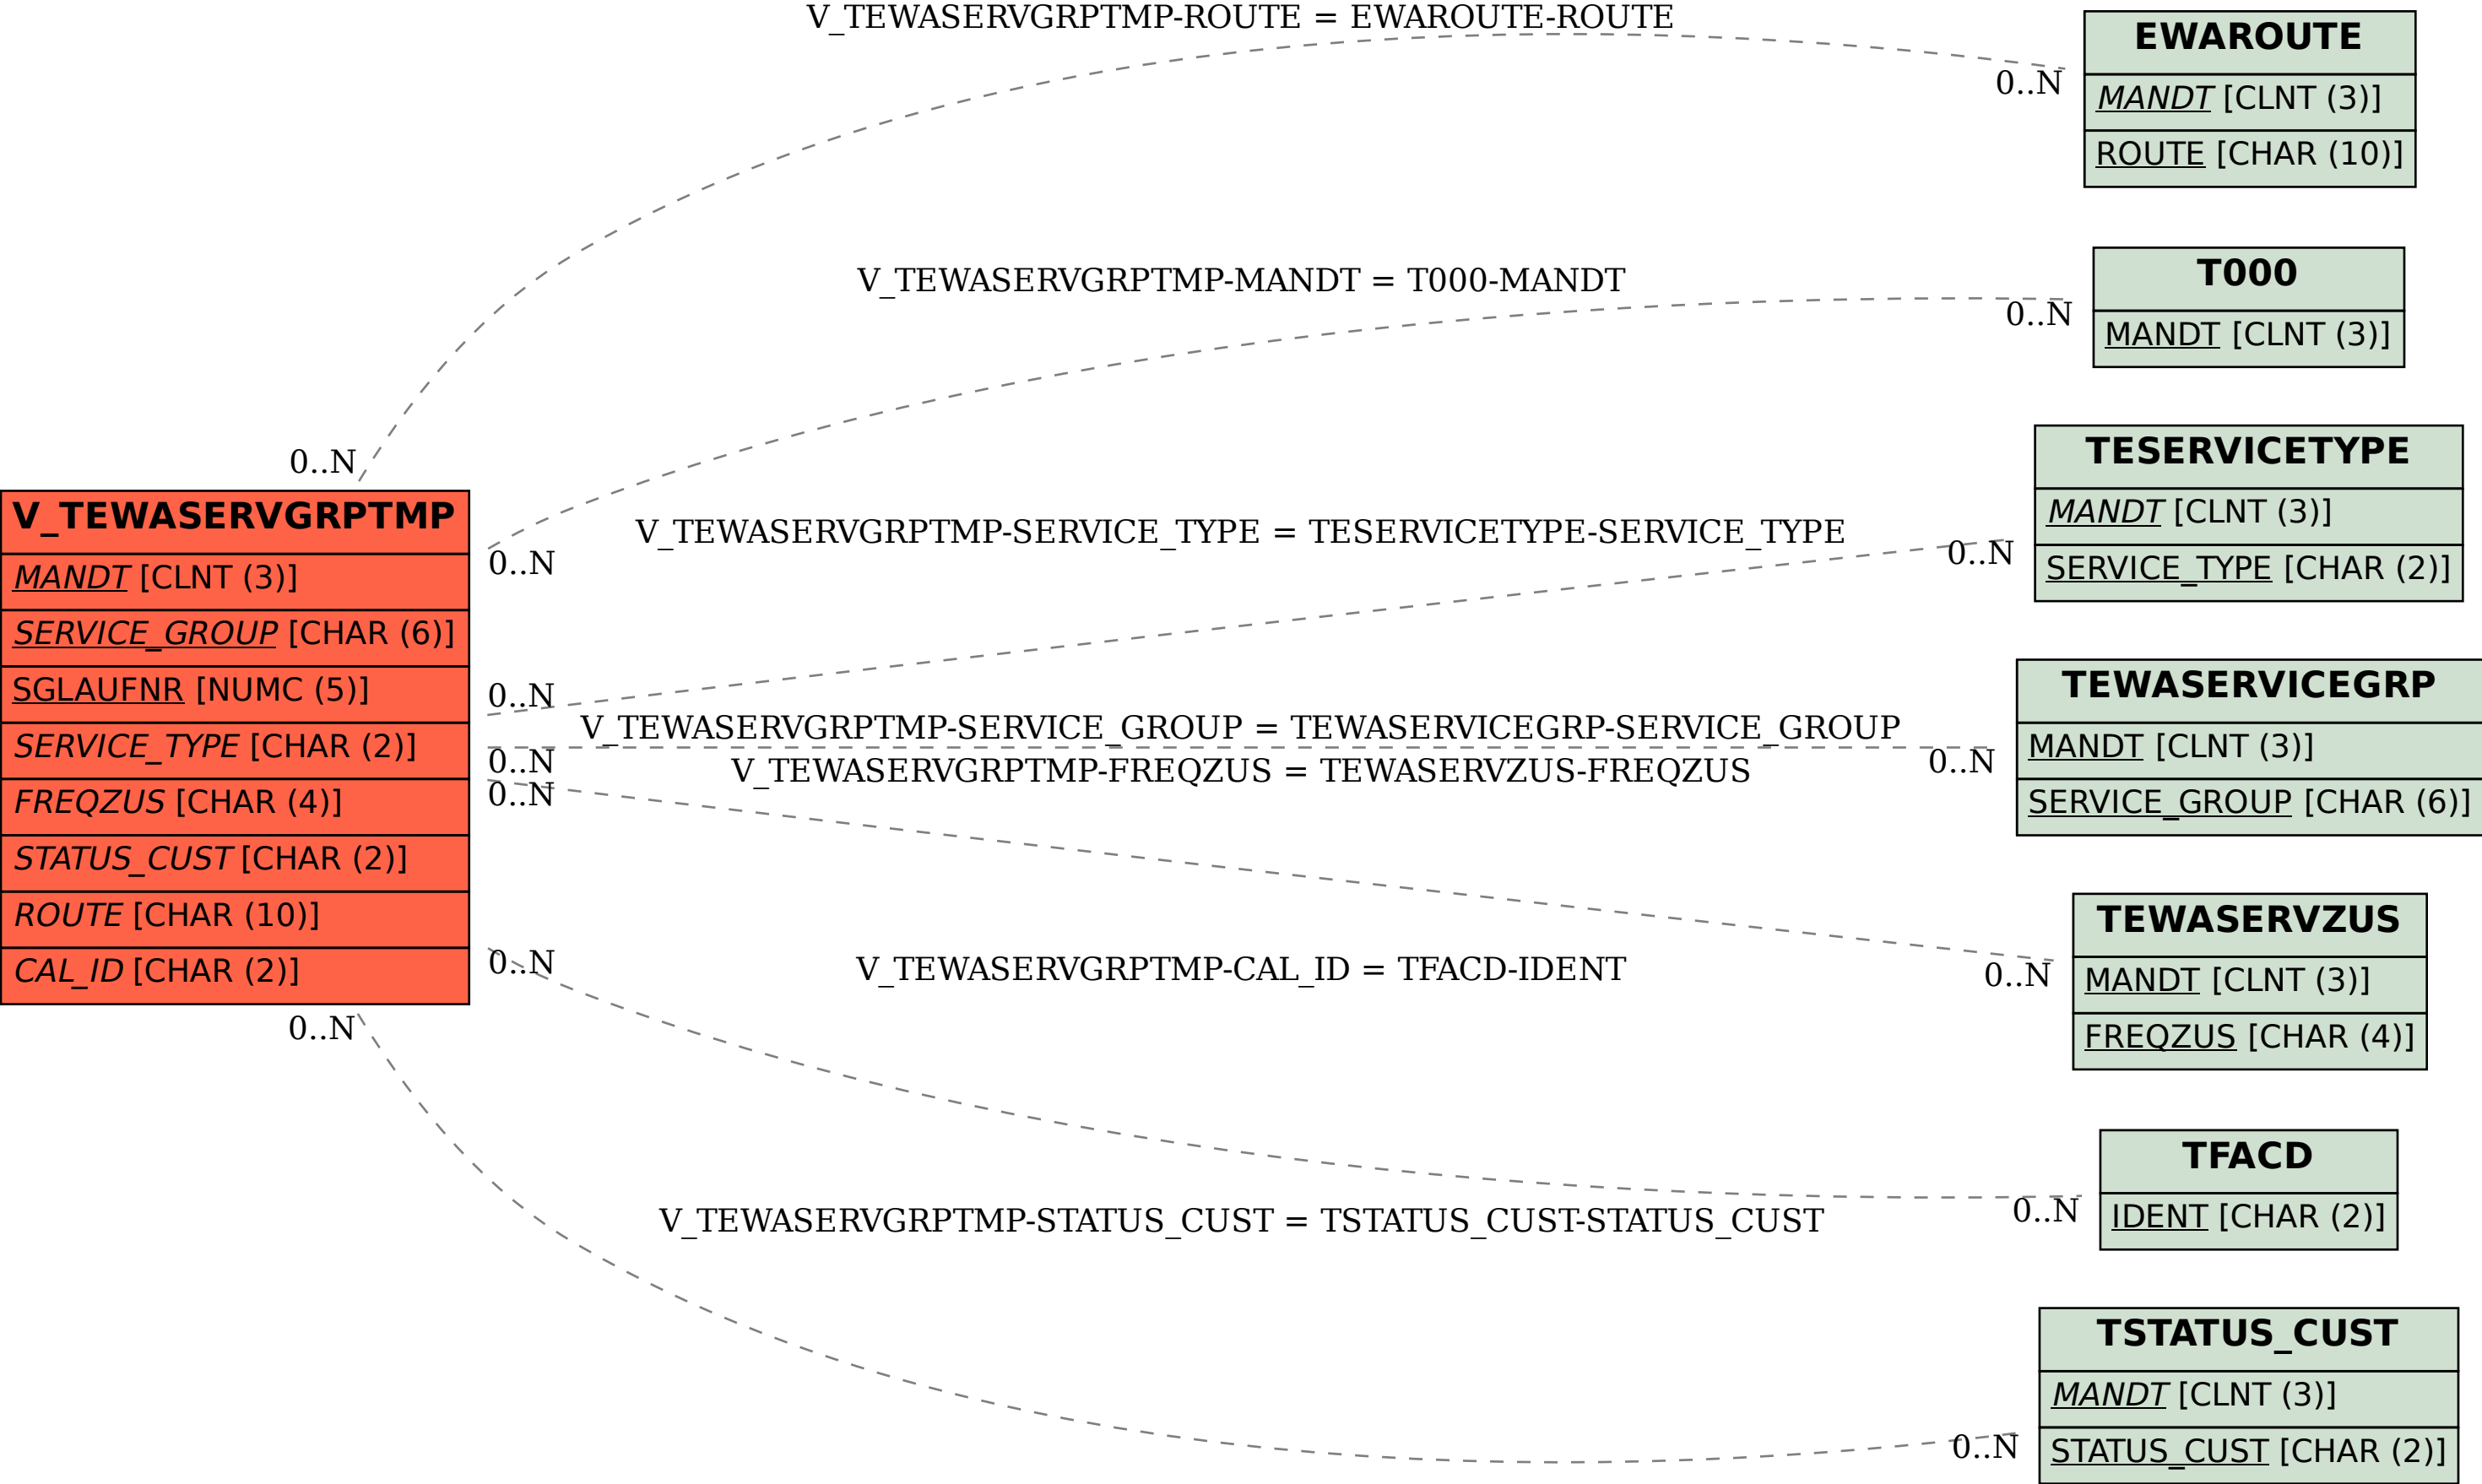 V_TEWASERVGRPTMP-ROUTE = EWAROUTE-ROUTE
0..N
0..N
EWAROUTE
MANDT [CLNT (3)]
ROUTE [CHAR (10)]
V_TEWASERVGRPTMP-MANDT = T000-MANDT
0..N
0..N
T000
MANDT [CLNT (3)]
V_TEWASERVGRPTMP
MANDT [CLNT (3)]
SERVICE_GROUP [CHAR (6)]
SGLAUFNR [NUMC (5)]
SERVICE_TYPE [CHAR (2)]
FREQZUS [CHAR (4)]
STATUS_CUST [CHAR (2)]
ROUTE [CHAR (10)]
CAL_ID [CHAR (2)]
V_TEWASERVGRPTMP-SERVICE_TYPE = TESERVICETYPE-SERVICE_TYPE
0..N
0..N
TESERVICETYPE
MANDT [CLNT (3)]
SERVICE_TYPE [CHAR (2)]
V_TEWASERVGRPTMP-SERVICE_GROUP = TEWASERVICEGRP-SERVICE_GROUP
0..N
0..N
TEWASERVICEGRP
MANDT [CLNT (3)]
SERVICE_GROUP [CHAR (6)]
V_TEWASERVGRPTMP-FREQZUS = TEWASERVZUS-FREQZUS
0..N
0..N
TEWASERVZUS
MANDT [CLNT (3)]
FREQZUS [CHAR (4)]
V_TEWASERVGRPTMP-CAL_ID = TFACD-IDENT
0..N
0..N
TFACD
IDENT [CHAR (2)]
V_TEWASERVGRPTMP-STATUS_CUST = TSTATUS_CUST-STATUS_CUST
0..N
0..N
TSTATUS_CUST
MANDT [CLNT (3)]
STATUS_CUST [CHAR (2)]